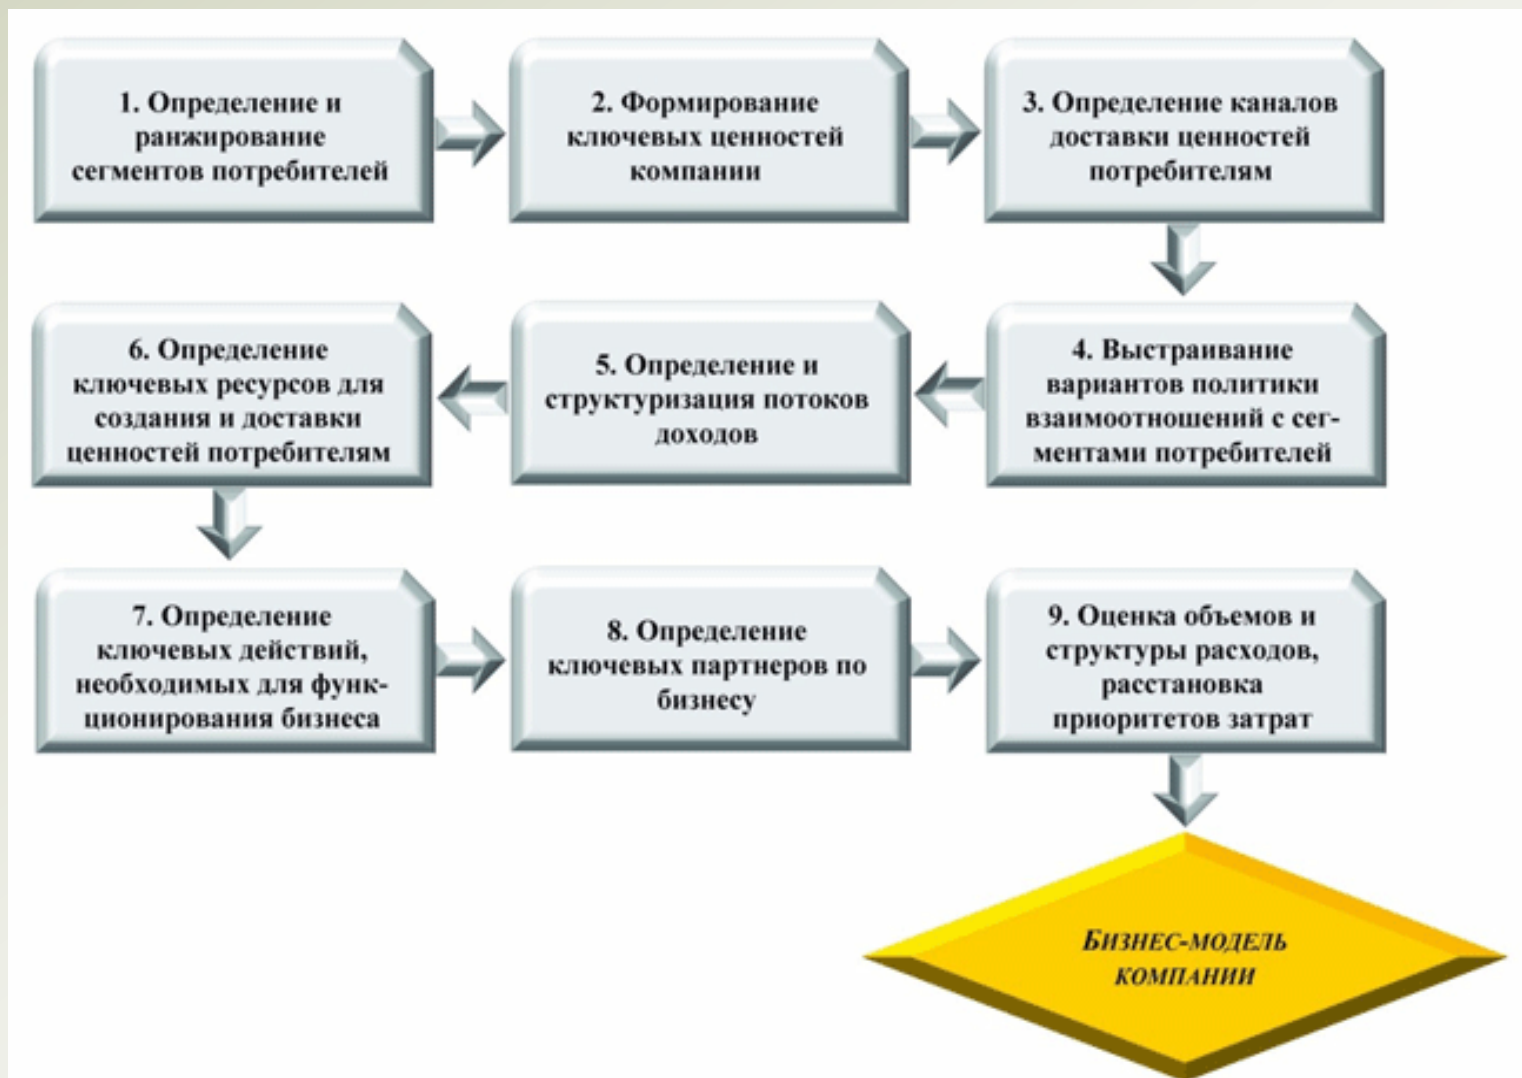 1. Определение и
ранжирование
сегментов потребителей
2. Формирование
ключевых ценностей
компании
3. Определение каналов
доставки ценностей
потребителям
4. Выстраивание
вариантов политики
взаимоотношений с сег-
ментами потребителей
5. Определение и
структуризация потоков
доходов
6. Определение
ключевых ресурсов для
создания и доставки
ценностей потребителям
7. Определение
ключевых действий,
необходимых для функ-
ционирования бизнеса
8. Определение
ключевых партнеров по
бизнесу
9. Оценка объемов и
структуры расходов,
расстановка
приоритетов затрат
БИЗНЕС-МОДЕЛЬ
КОМПАНИИ